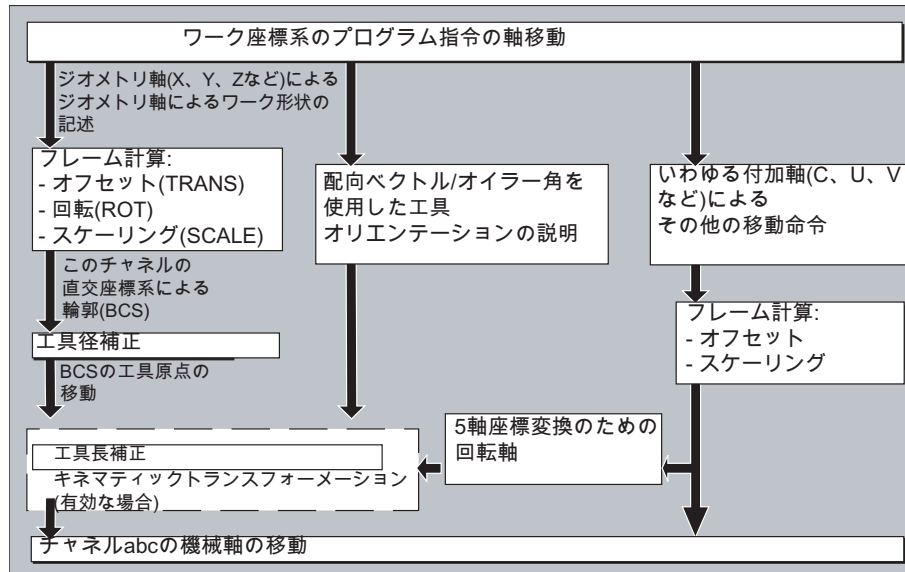 ワーク座標系のプログラム指令の軸移動
ジオメトリ軸(X、Y、Zなど)による
ジオメトリ軸によるワーク形状の
記述
フレーム計算:
- オフセット(TRANS)
- 回転(ROT)
- スケーリング(SCALE)
配向ベクトル/オイラー角を
使用した工具
オリエンテーションの説明
いわゆる付加軸(C、U、V
など)による
その他の移動命令
このチャネルの
直交座標系による
輪郭(BCS)
フレーム計算:
- オフセット
- スケーリング
工具径補正
BCSの工具原点の
移動
5軸座標変換のための
回転軸
工具長補正
キネマティックトランスフォーメーション
(有効な場合)
チャネルabcの機械軸の移動